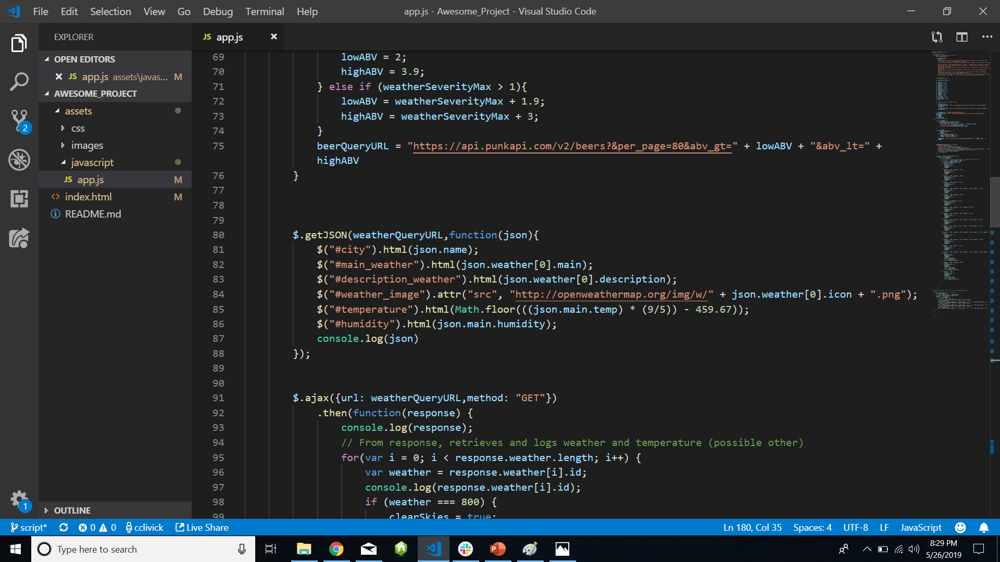 File Edit Selection View Go Debug Terminal Help
app.js - Awesome_Project - Visual Studio Code
EXPLORER
OPEN EDITORS
JS app.js assets\javas... M
AWESOME_PROJECT
assets
css
images
javascript
JS app.js M
<> index.html M
README.md
OUTLINE
2
1
JS app.js
69 lowABV = 2;
70 highABV = 3.9;
71 } else if (weatherSeverityMax > 1){
72 lowABV = weatherSeverityMax + 1.9;
73 highABV = weatherSeverityMax + 3;
74 }
75 beerQueryURL = "https://api.punkapi.com/v2/beers?&per_page=80&abv_gt=" + lowABV + "&abv_lt=" +
highABV
76 }
77
78
79
80 $.getJSON(weatherQueryURL,function(json){
81 $("#city").html(json.name);
82 $("#main_weather").html(json.weather[0].main);
83 $("#description_weather").html(json.weather[0].description);
84 $("#weather_image").attr("src", "http://openweathermap.org/img/w/" + json.weather[0].icon + ".png");
85 $("#temperature").html(Math.floor(((json.main.temp) * (9/5)) - 459.67));
86 $("#humidity").html(json.main.humidity);
87 console.log(json)
88 });
89
90
91 $.ajax({url: weatherQueryURL,method: "GET"})
92 .then(function(response) {
93 console.log(response);
94 // From response, retrieves and logs weather and temperature (possible other)
95 for(var i = 0; i < response.weather.length; i++) {
96 var weather = response.weather[i].id;
97 console.log(response.weather[i].id);
98 if (weather === 800) {
99 clearSkies = true;
script* 0 0 cclivick Live Share
Ln 180, Col 35 Spaces: 4 UTF-8 LF JavaScript
Type here to search
8:29 PM
5/26/2019